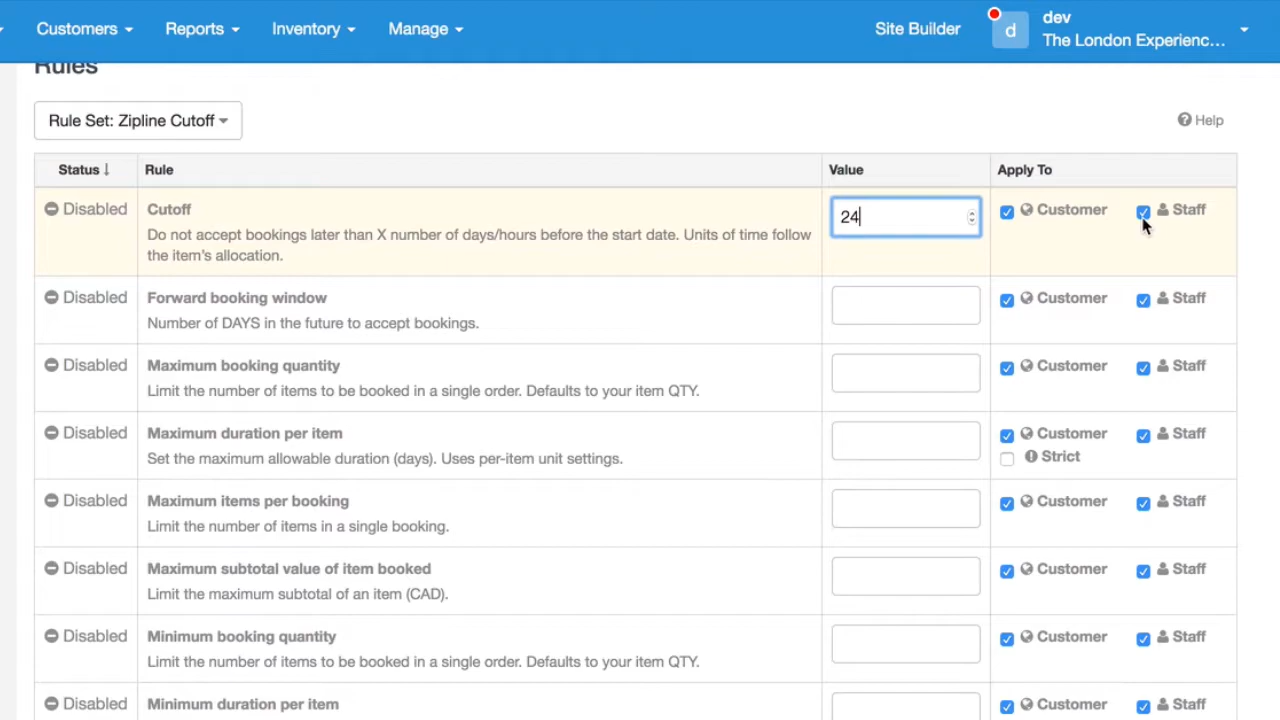 Customers Reports Inventory Manage Site Builder d dev
The London Experienc...
Rules
Rule Set: Zipline Cutoff
Help
Status Rule Value Apply To
Disabled Cutoff 24 Customer Staff
Do not accept bookings later than X number of days/hours before the start date. Units of time follow
the item's allocation.
Disabled Forward booking window Customer Staff
Number of DAYS in the future to accept bookings.
Disabled Maximum booking quantity Customer Staff
Limit the number of items to be booked in a single order. Defaults to your item QTY.
Disabled Maximum duration per item Customer Staff
Set the maximum allowable duration (days). Uses per-item unit settings. Strict
Disabled Maximum items per booking Customer Staff
Limit the number of items in a single booking.
Disabled Maximum subtotal value of item booked Customer Staff
Limit the maximum subtotal of an item (CAD).
Disabled Minimum booking quantity Customer Staff
Limit the number of items to be booked in a single order. Defaults to your item QTY.
Disabled Minimum duration per item Customer Staff